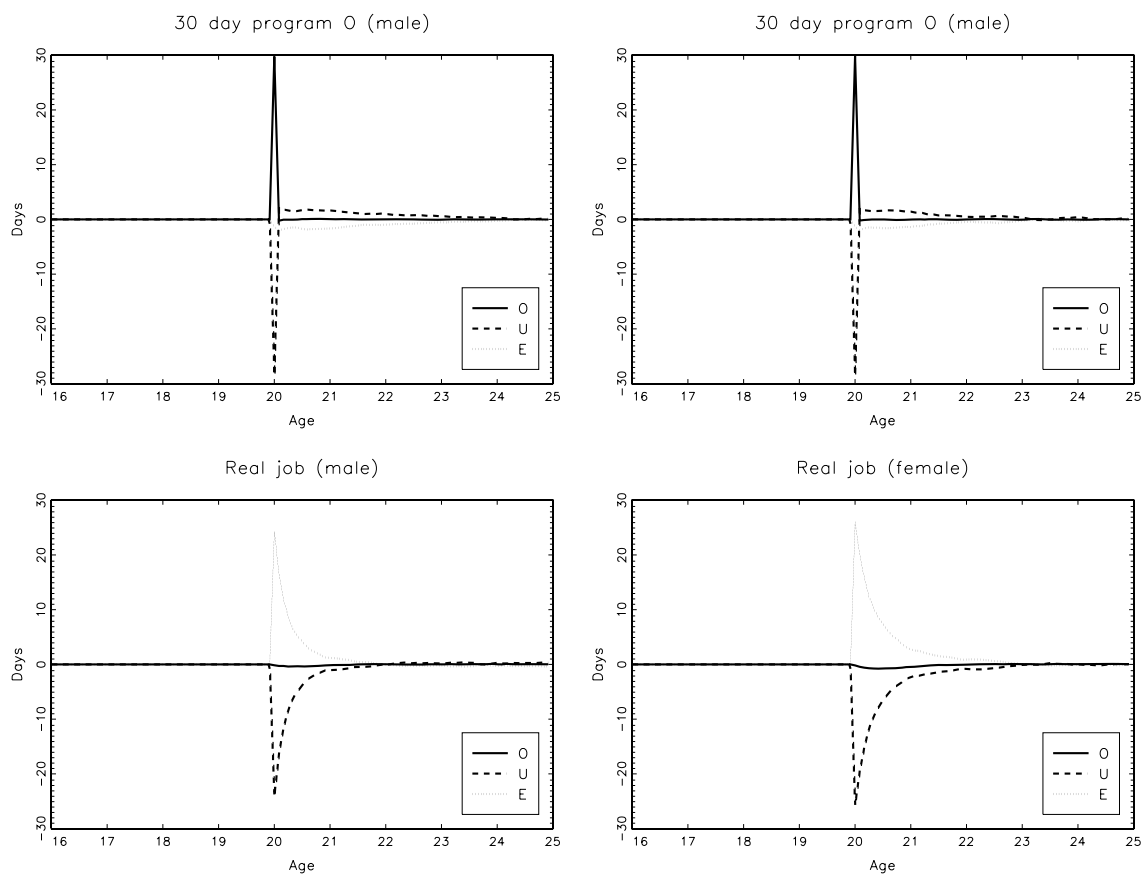 30 day program O (male)
Days
30
20
10
0
−10
−20
−30
16 17 18 19 20 21 22 23 24 25
Age
O
U
E
30 day program O (male)
Days
30
20
10
0
−10
−20
−30
16 17 18 19 20 21 22 23 24 25
Age
O
U
E
Real job (male)
Days
30
20
10
0
−10
−20
−30
16 17 18 19 20 21 22 23 24 25
Age
O
U
E
Real job (female)
Days
30
20
10
0
−10
−20
−30
16 17 18 19 20 21 22 23 24 25
Age
O
U
E